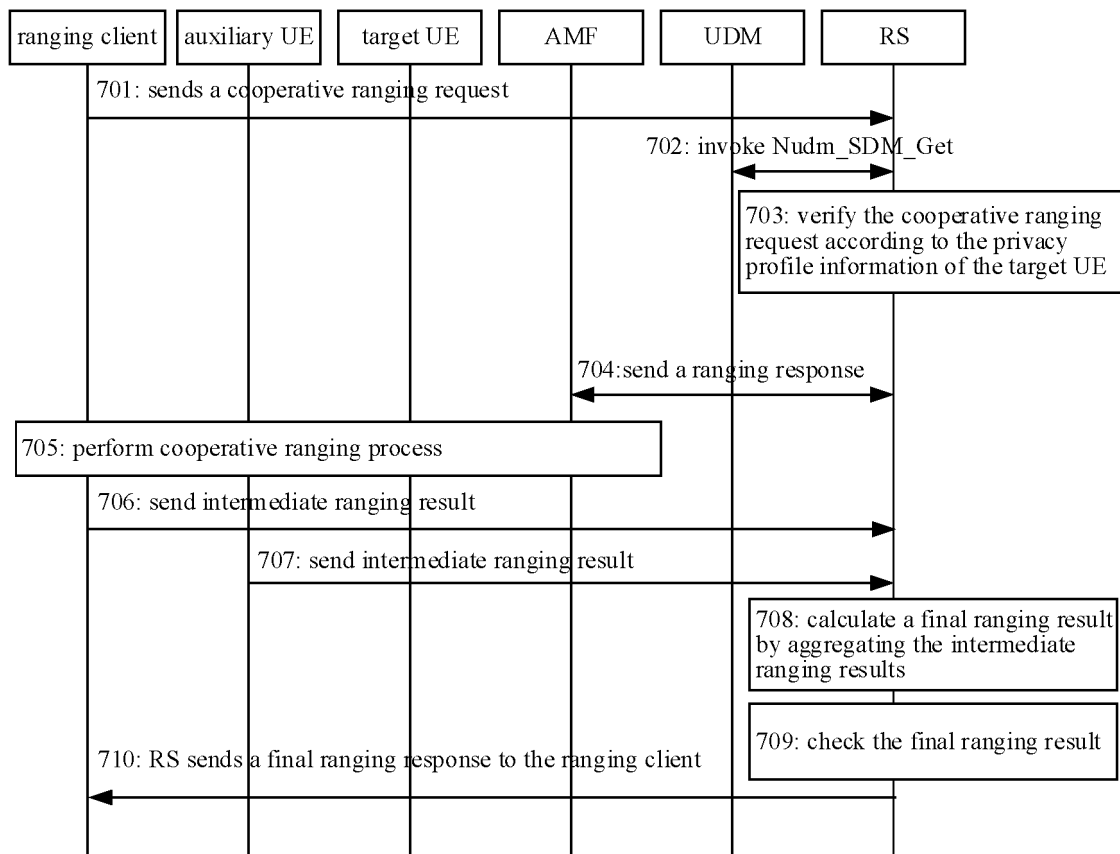 ranging client
auxiliary UE
target UE
AMF
UDM
RS
701: sends a cooperative ranging request
702: invoke Nudm_SDM_Get
703: verify the cooperative ranging
request according to the privacy
profile information of the target UE
704:send a ranging response
705: perform cooperative ranging process
706: send intermediate ranging result
707: send intermediate ranging result
708: calculate a final ranging result
by aggregating the intermediate
ranging results
709: check the final ranging result
710: RS sends a final ranging response to the ranging client